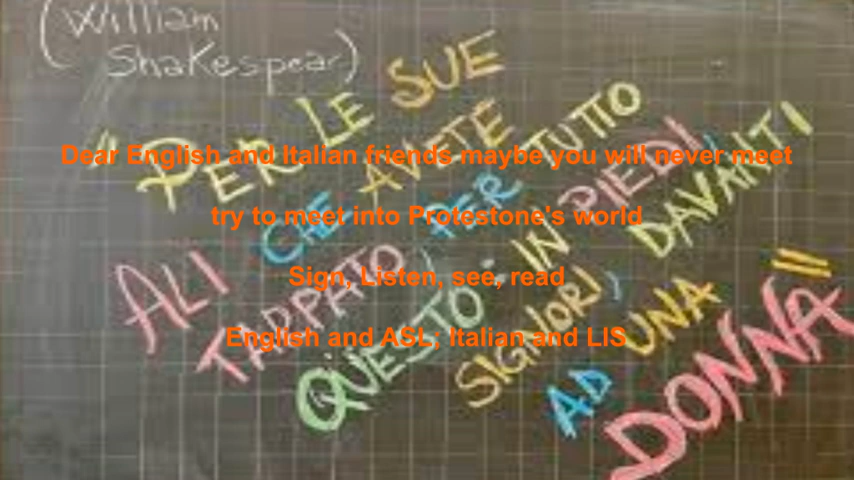 (William
Shakespear)
"PER LE SUE
ALI CHE AVETE
TARPATO, PER TUTTO
QUESTO: IN PIEDI,
SIGNORI, DAVANTI
AD UNA
DONNA"
Dear English and Italian friends maybe you will never meet
try to meet into Protestone's world
Sign, Listen, see, read
English and ASL; Italian and LIS